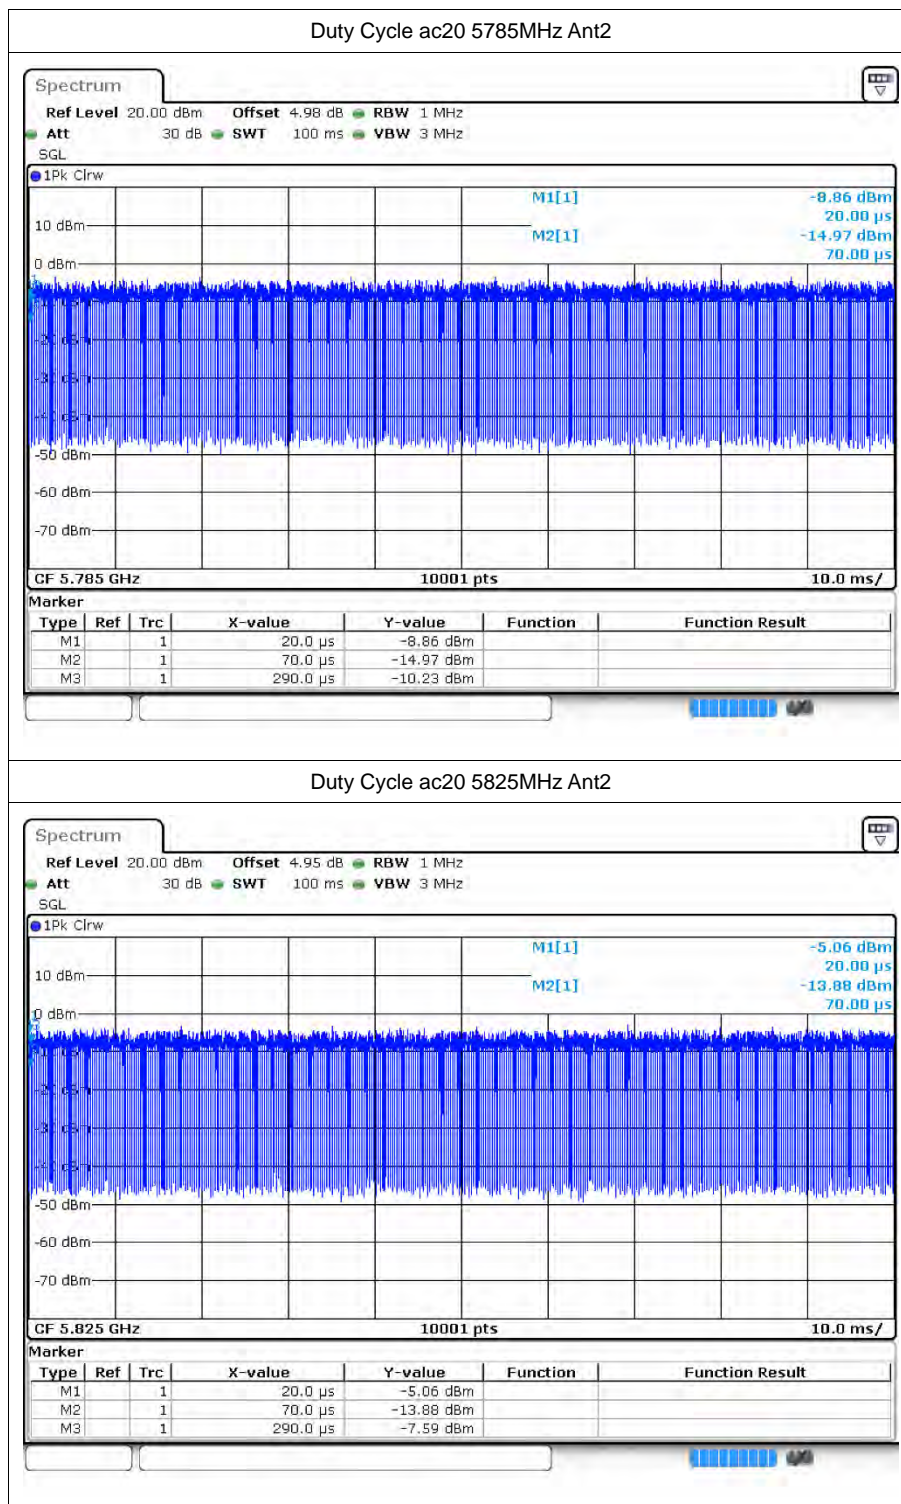 Duty Cycle ac20 5785MHz Ant2
Spectrum
Ref Level 20.00 dBm Offset 4.98 dB RBW 1 MHz
Att 30 dB SWT 100 ms VBW 3 MHz
SGL
1Pk Clrw
M1[1] -8.86 dBm
20.00 µs
10 dBm
M2[1] -14.97 dBm
70.00 µs
0 dBm
-50 dBm
-60 dBm
-70 dBm
CF 5.785 GHz 10001 pts 10.0 ms/
Marker
Type Ref Trc X-value Y-value Function Function Result
M1 1 20.0 µs -8.86 dBm
M2 1 70.0 µs -14.97 dBm
M3 1 290.0 µs -10.23 dBm
Duty Cycle ac20 5825MHz Ant2
Spectrum
Ref Level 20.00 dBm Offset 4.95 dB RBW 1 MHz
Att 30 dB SWT 100 ms VBW 3 MHz
SGL
1Pk Clrw
M1[1] -5.06 dBm
20.00 µs
10 dBm
M2[1] -13.88 dBm
70.00 µs
0 dBm
-50 dBm
-60 dBm
-70 dBm
CF 5.825 GHz 10001 pts 10.0 ms/
Marker
Type Ref Trc X-value Y-value Function Function Result
M1 1 20.0 µs -5.06 dBm
M2 1 70.0 µs -13.88 dBm
M3 1 290.0 µs -7.59 dBm